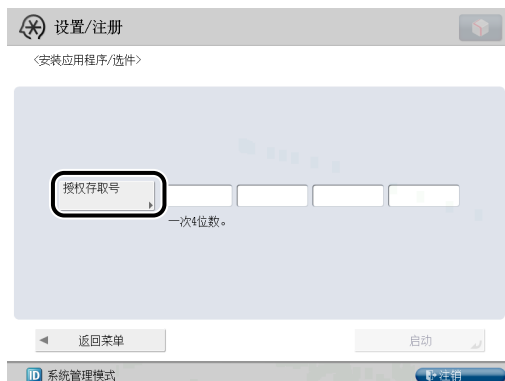 设置/注册
<安装应用程序/选件>
授权存取号
一次4位数。
返回菜单
启动
ID 系统管理模式
注销